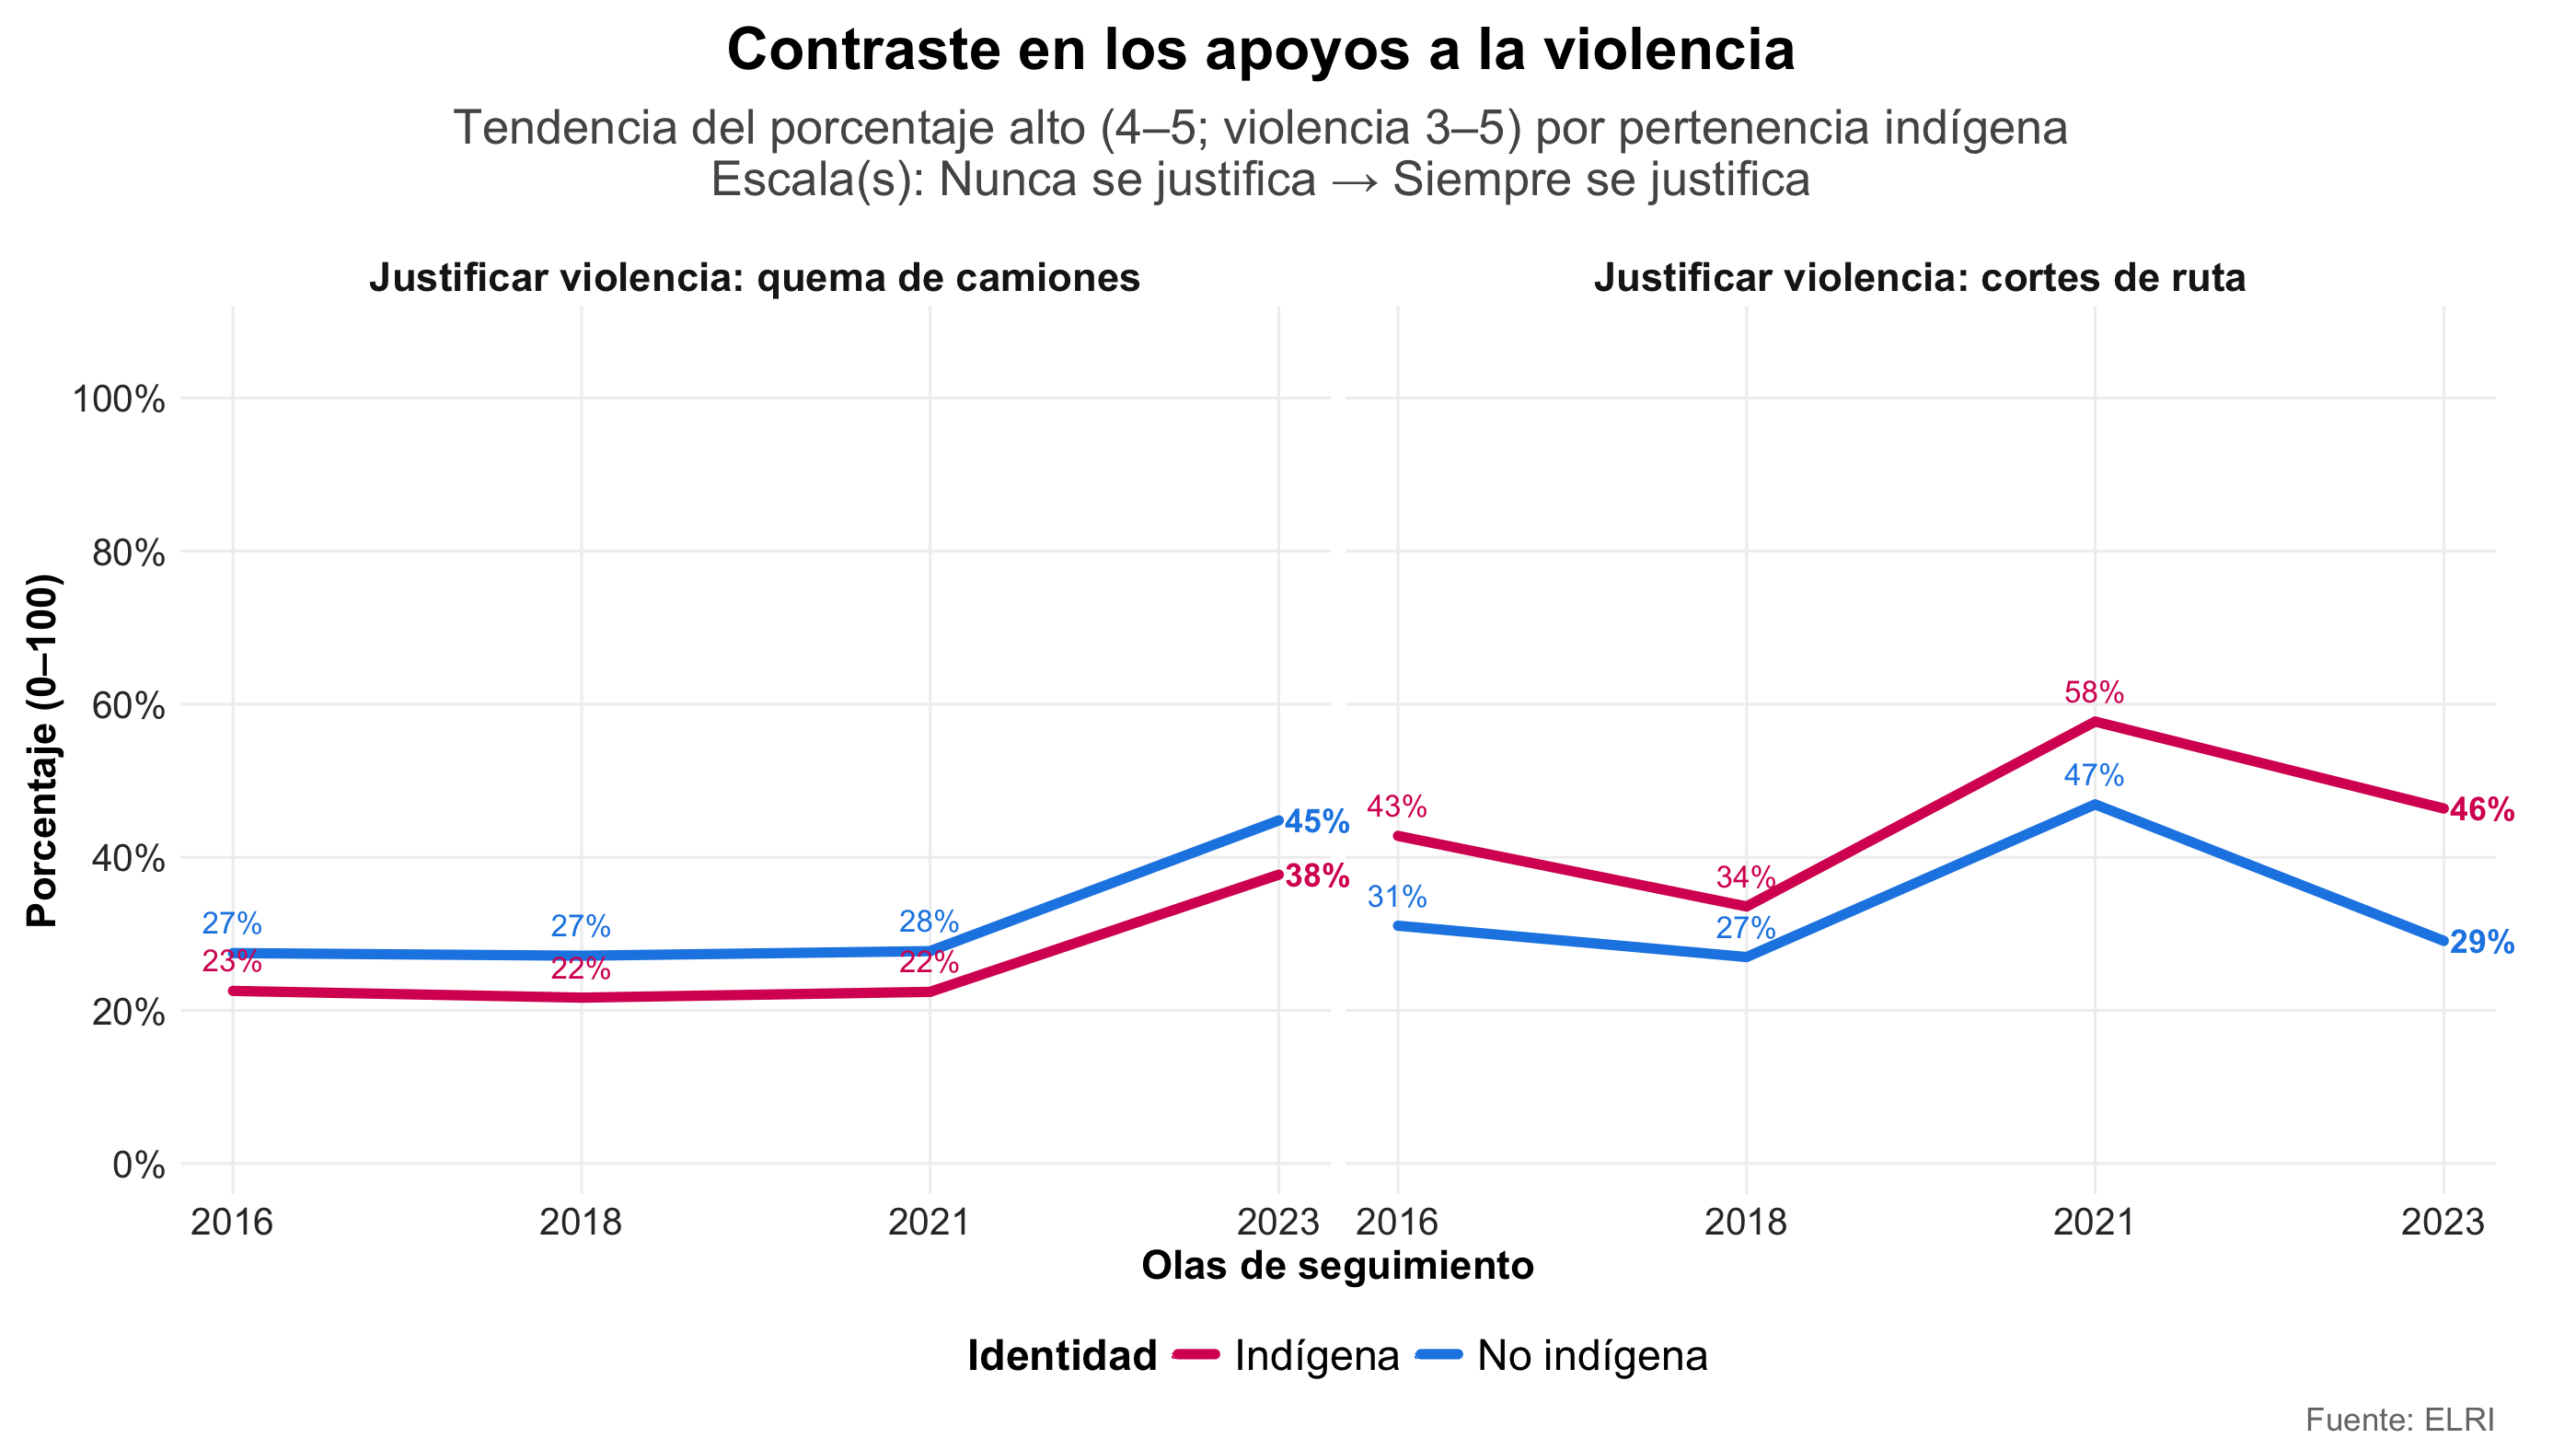 Contraste en los apoyos a la violencia
Tendencia del porcentaje alto (4–5; violencia 3–5) por pertenencia indígena
Escala(s): Nunca se justifica → Siempre se justifica
Justificar violencia: quema de camiones
Justificar violencia: cortes de ruta
Porcentaje (0–100)
100%
80%
60%
40%
20%
0%
27%
27%
28%
45%
23%
22%
22%
38%
43%
34%
58%
46%
31%
27%
47%
29%
2016 2018 2021 2023
2016 2018 2021 2023
Olas de seguimiento
Identidad Indígena No indígena
Fuente: ELRI